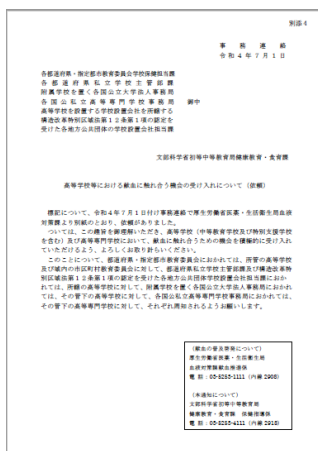 別添4
事務連絡
令和4年7月1日
各都道府県・指定都市教育委員会学校保健担当課
各都道府県私立学校主管部課
附属学校を置く各国公立大学法人事務局
各国公私立高等専門学校事務局 御中
高等学校を設置する学校設置会社を所轄する
構造改革特別区域法第12条第1項の認定を
受けた各地方公共団体の学校設置会社担当課
文部科学省初等中等教育局健康教育・食育課
高等学校等における献血に触れ合う機会の受け入れについて(依頼)
標記について、令和4年7月1日付け事務連絡で厚生労働省医薬・生活衛生局血液
対策課より別紙のとおり、依頼がありました。
ついては、この趣旨を御理解いただき、高等学校(中等教育学校及び特別支援学校
を含む)及び高等専門学校において、献血に触れ合うための機会を積極的に受け入れ
ていただけるよう、よろしくお取り計らいください。
このことについて、都道府県・指定都市教育委員会におかれては、所管の高等学校
及び域内の市区町村教育委員会に対して、都道府県私立学校主管部課及び構造改革特
別区域法第12条第1項の認定を受けた各地方公共団体学校設置会社担当課におか
れては、所轄の高等学校に対して、附属学校を置く各国公立大学法人事務局におかれ
ては、その管下の高等学校に対して、各国公私立高等専門学校事務局におかれては、
その管下の高等専門学校に対して、それぞれ周知されるようお願いします。
(献血の普及啓発について)
厚生労働省医薬・生活衛生局
血液対策課献血推進係
電話:03-5253-1111(内線2908)
(本通知について)
文部科学省初等中等教育局
健康教育・食育課 保健指導係
電話:03-5253-4111(内線2918)